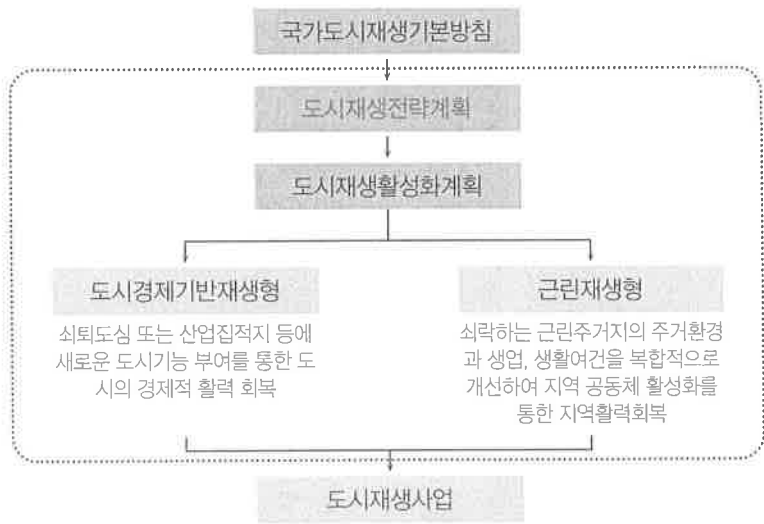 국가도시재생기본방침
도시재생전략계획
도시재생활성화계획
도시경제기반재생형
쇠퇴도심 또는 산업집적지 등에
새로운 도시기능 부여를 통한 도
시의 경제적 활력 회복
근린재생형
쇠락하는 근린주거지의 주거환경
과 생업, 생활여건을 복합적으로
개선하여 지역 공동체 활성화를
통한 지역활력회복
도시재생사업